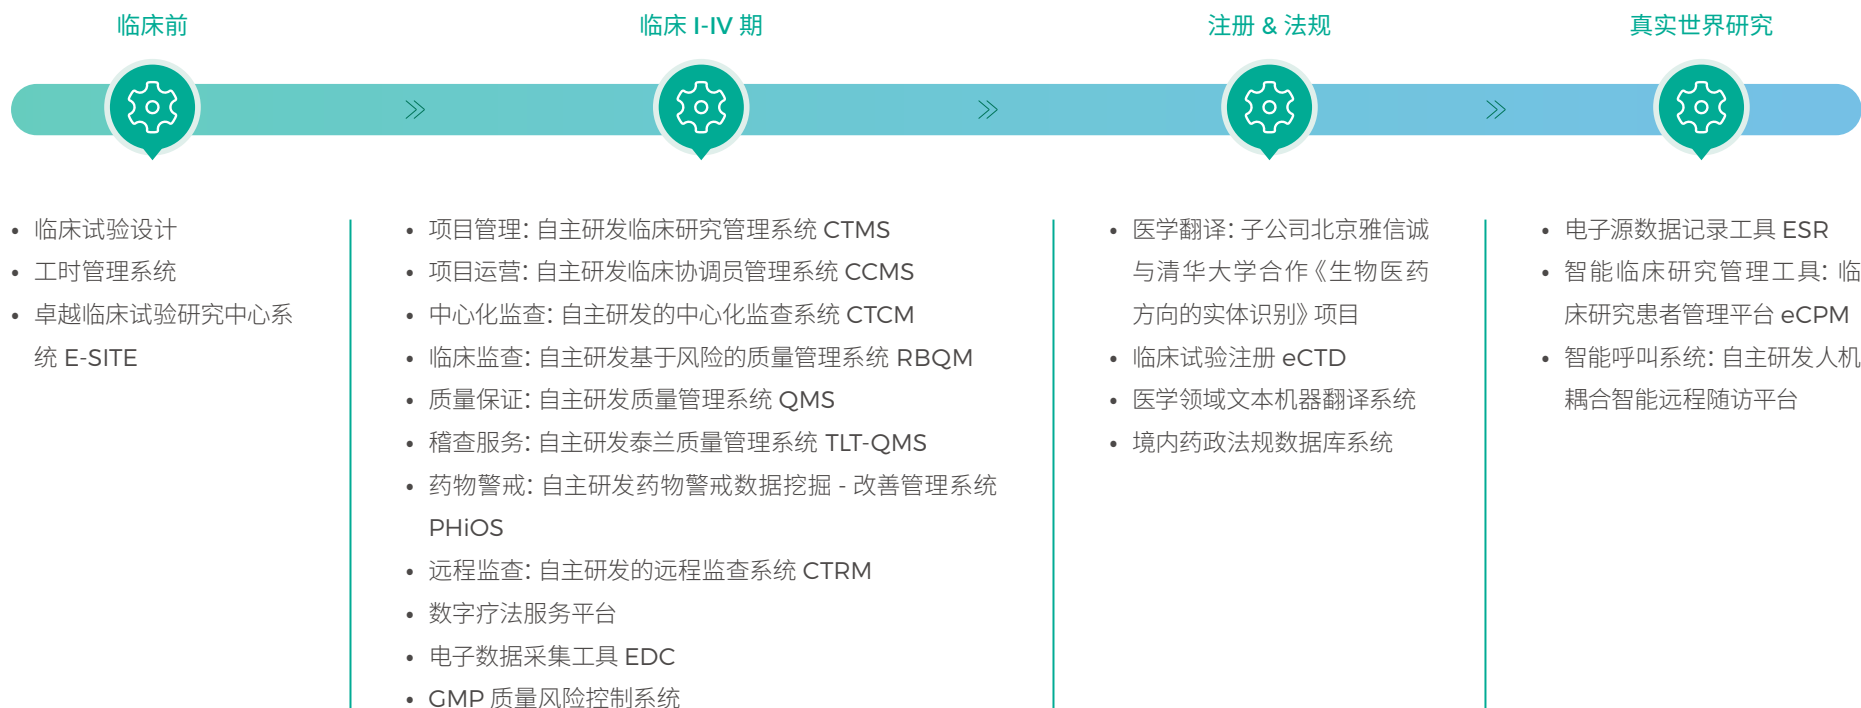 临床前
临床 I-IV 期
注册 & 法规
真实世界研究
• 临床试验设计
• 工时管理系统
• 卓越临床试验研究中心系
统 E-SITE
• 项目管理：自主研发临床研究管理系统 CTMS
• 项目运营：自主研发临床协调员管理系统 CCMS
• 中心化监查：自主研发的中心化监查系统 CTCM
• 临床监查：自主研发基于风险的质量管理系统 RBQM
• 质量保证：自主研发质量管理系统 QMS
• 稽查服务：自主研发泰兰质量管理系统 TLT-QMS
• 药物警戒：自主研发药物警戒数据挖掘 - 改善管理系统
PHiOS
• 远程监查：自主研发的远程监查系统 CTRM
• 数字疗法服务平台
• 电子数据采集工具 EDC
• GMP 质量风险控制系统
• 医学翻译：子公司北京雅信诚
与清华大学合作《生物医药
方向的实体识别》项目
• 临床试验注册 eCTD
• 医学领域文本机器翻译系统
• 境内药政法规数据库系统
• 电子源数据记录工具 ESR
• 智能临床研究管理工具：临
床研究患者管理平台 eCPM
• 智能呼叫系统：自主研发人机
耦合智能远程随访平台